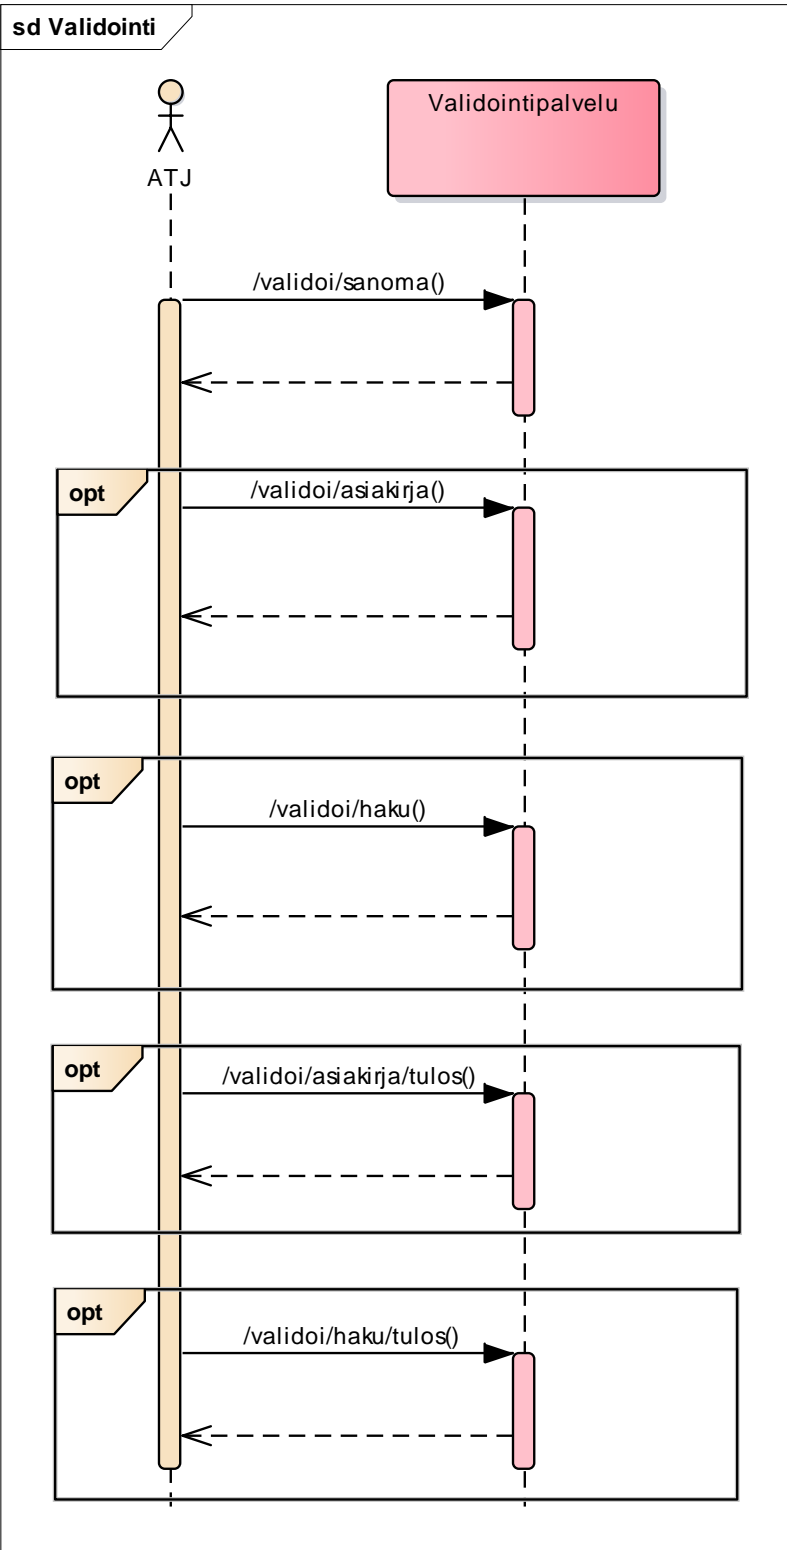 sd Validointi
Validointipalvelu
ATJ
/validoi/sanoma()
opt
/validoi/asiakirja()
opt
/validoi/haku()
opt
/validoi/asiakirja/tulos()
opt
/validoi/haku/tulos()